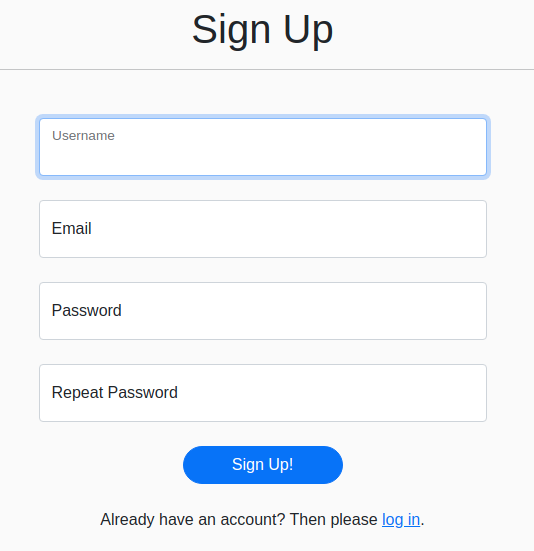 Sign Up
Username
Email
Password
Repeat Password
Sign Up!
Already have an account? Then please log in.